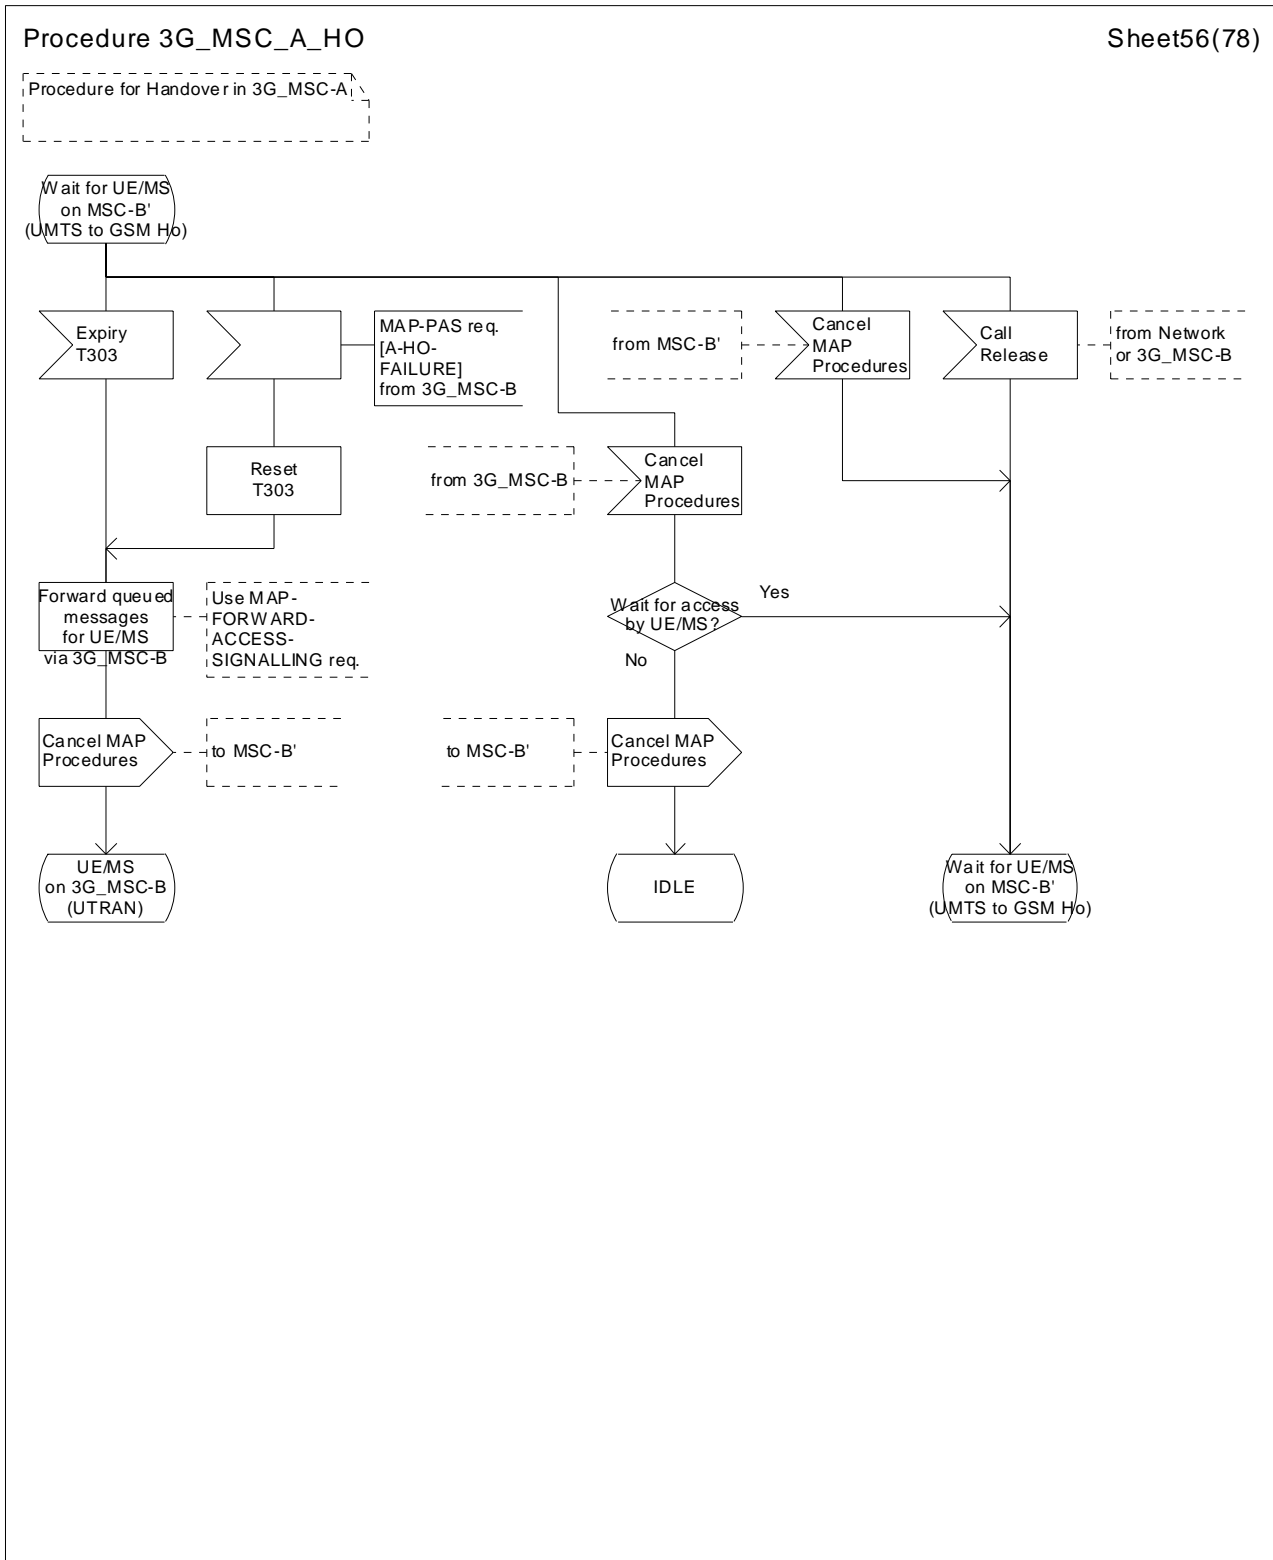 Procedure 3G_MSC_A_HO
Sheet56(78)
Procedure for Handover in 3G_MSC-A
Wait for UE/MS
on MSC-B'
(UMTS to GSM Ho)
Expiry
T303
MAP-PAS req.
[A-HO-
FAILURE]
from 3G_MSC-B
from MSC-B'
Cancel
MAP
Procedures
Call
Release
from Network
or 3G_MSC-B
Reset
T303
from 3G_MSC-B
Cancel
MAP
Procedures
Forward queued
messages
for UE/MS
via 3G_MSC-B
Use MAP-
FORWARD-
ACCESS-
SIGNALLING req.
Wait for access
by UE/MS?
Yes
No
Cancel MAP
Procedures
to MSC-B'
to MSC-B'
Cancel MAP
Procedures
UE/MS
on 3G_MSC-B
(UTRAN)
IDLE
Wait for UE/MS
on MSC-B'
(UMTS to GSM Ho)